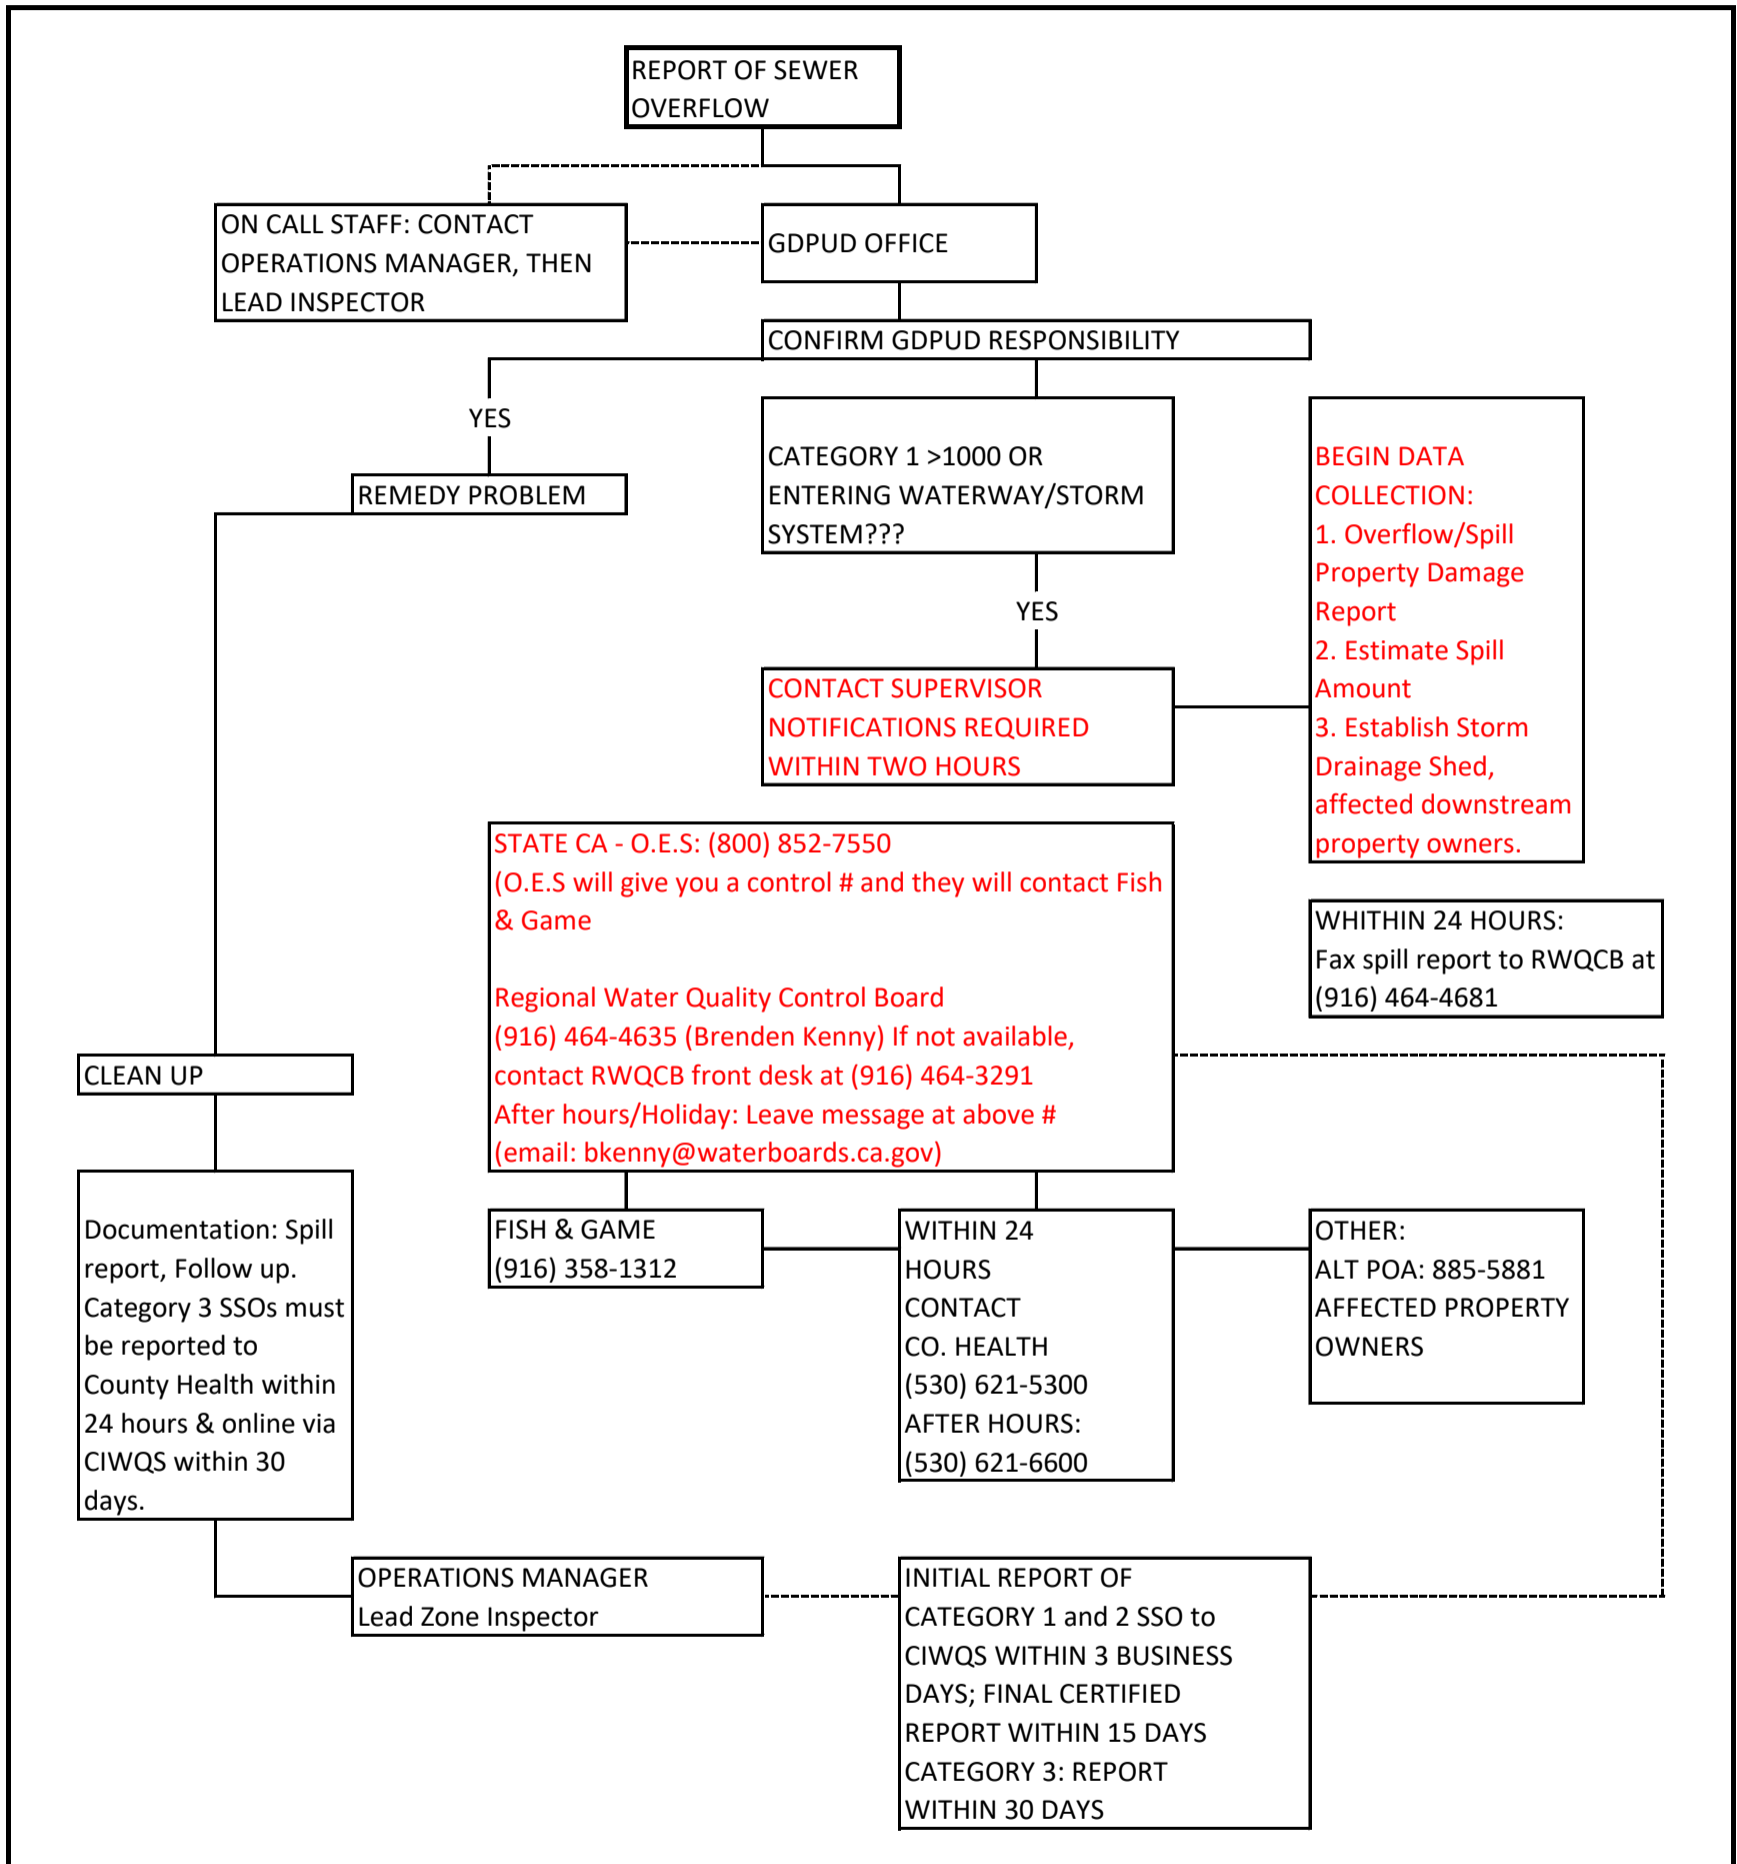 REPORT OF SEWER
OVERFLOW
ON CALL STAFF: CONTACT
OPERATIONS MANAGER, THEN
LEAD INSPECTOR
GDPUD OFFICE
CONFIRM GDPUD RESPONSIBILITY
YES
REMEDY PROBLEM
CATEGORY 1 >1000 OR
ENTERING WATERWAY/STORM
SYSTEM???
YES
CONTACT SUPERVISOR
NOTIFICATIONS REQUIRED
WITHIN TWO HOURS
BEGIN DATA
COLLECTION:
1. Overflow/Spill
Property Damage
Report
2. Estimate Spill
Amount
3. Establish Storm
Drainage Shed,
affected downstream
property owners.
STATE CA - O.E.S: (800) 852-7550
(O.E.S will give you a control # and they will contact Fish
& Game
Regional Water Quality Control Board
(916) 464-4635 (Brenden Kenny) If not available,
contact RWQCB front desk at (916) 464-3291
After hours/Holiday: Leave message at above #
(email: bkenny@waterboards.ca.gov)
WHITHIN 24 HOURS:
Fax spill report to RWQCB at
(916) 464-4681
CLEAN UP
Documentation: Spill
report, Follow up.
Category 3 SSOs must
be reported to
County Health within
24 hours & online via
CIWQS within 30
days.
FISH & GAME
(916) 358-1312
WITHIN 24
HOURS
CONTACT
CO. HEALTH
(530) 621-5300
AFTER HOURS:
(530) 621-6600
OTHER:
ALT POA: 885-5881
AFFECTED PROPERTY
OWNERS
OPERATIONS MANAGER
Lead Zone Inspector
INITIAL REPORT OF
CATEGORY 1 and 2 SSO to
CIWQS WITHIN 3 BUSINESS
DAYS; FINAL CERTIFIED
REPORT WITHIN 15 DAYS
CATEGORY 3: REPORT
WITHIN 30 DAYS